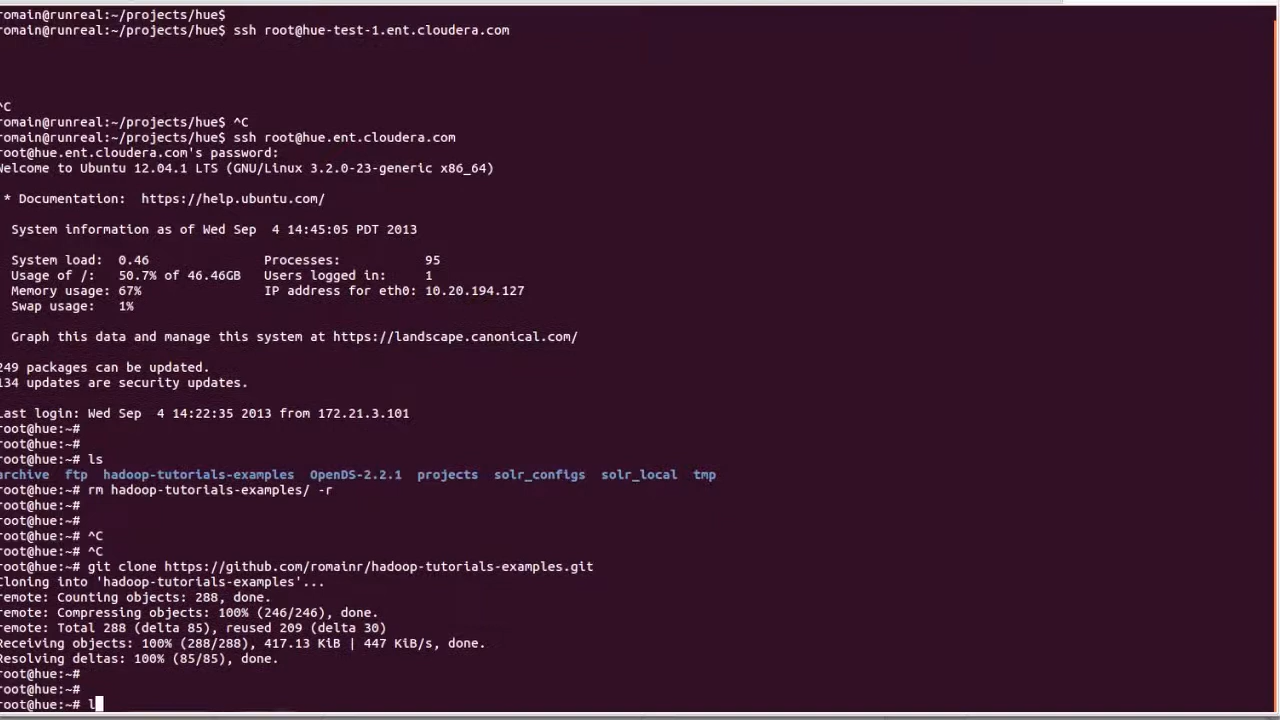 romain@runreal:~/projects/hue$
romain@runreal:~/projects/hue$ ssh root@hue-test-1.ent.cloudera.com
^C
romain@runreal:~/projects/hue$ ^C
romain@runreal:~/projects/hue$ ssh root@hue.ent.cloudera.com
root@hue.ent.cloudera.com's password:
Welcome to Ubuntu 12.04.1 LTS (GNU/Linux 3.2.0-23-generic x86_64)
* Documentation:  https://help.ubuntu.com/
System information as of Wed Sep  4 14:45:05 PDT 2013
System load:  0.46    Processes:    95
Usage of /:   50.7% of 46.46GB   Users logged in:    1
Memory usage: 67%    IP address for eth0: 10.20.194.127
Swap usage:   1%
Graph this data and manage this system at https://landscape.canonical.com/
249 packages can be updated.
134 updates are security updates.
Last login: Wed Sep  4 14:22:35 2013 from 172.21.3.101
root@hue:~#
root@hue:~#
root@hue:~# ls
archive  ftp  hadoop-tutorials-examples  OpenDS-2.2.1  projects  solr_configs  solr_local  tmp
root@hue:~# rm hadoop-tutorials-examples/ -r
root@hue:~#
root@hue:~#
root@hue:~# ^C
root@hue:~# ^C
root@hue:~# git clone https://github.com/romainr/hadoop-tutorials-examples.git
Cloning into 'hadoop-tutorials-examples'...
remote: Counting objects: 288, done.
remote: Compressing objects: 100% (246/246), done.
remote: Total 288 (delta 85), reused 209 (delta 30)
Receiving objects: 100% (288/288), 417.13 KiB | 447 KiB/s, done.
Resolving deltas: 100% (85/85), done.
root@hue:~#
root@hue:~#
root@hue:~# l